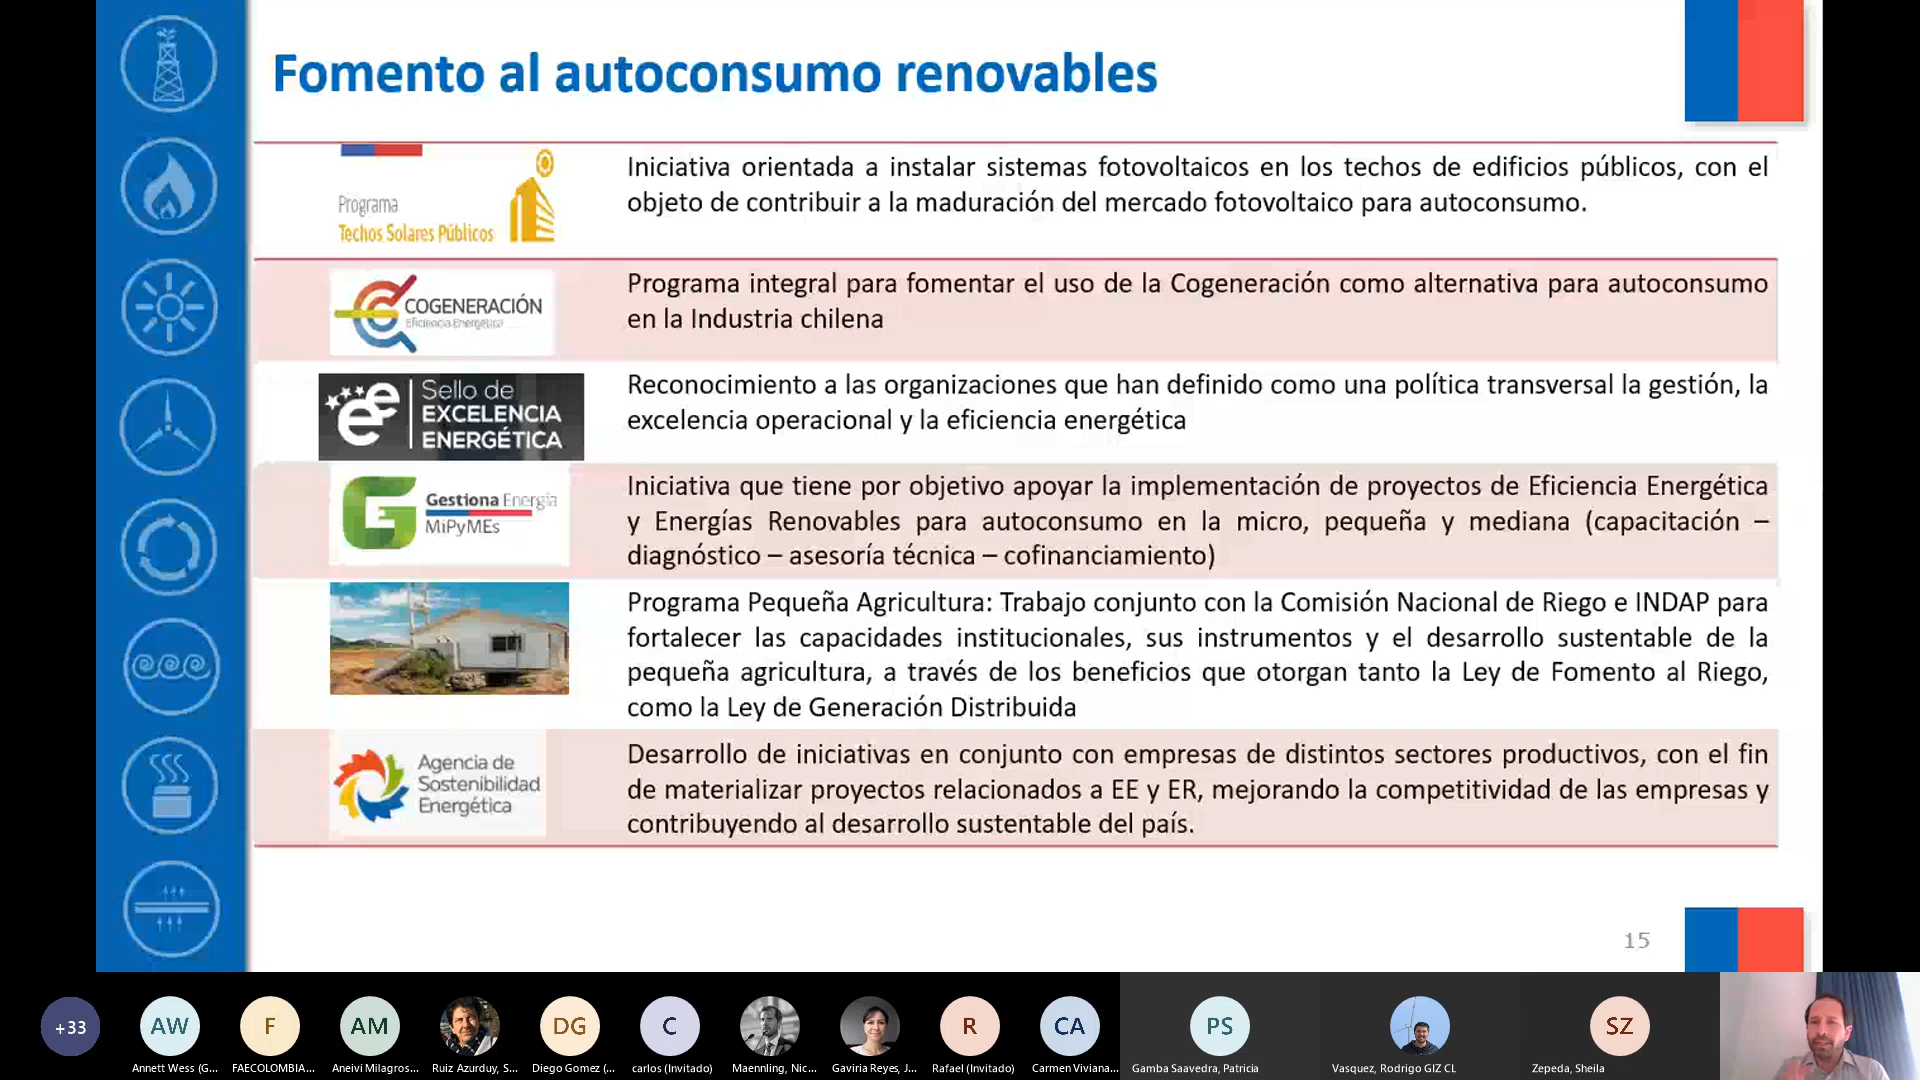 Fomento al autoconsumo renovables
Programa
Techos Solares Públicos
Iniciativa orientada a instalar sistemas fotovoltaicos en los techos de edificios públicos, con el
objeto de contribuir a la maduración del mercado fotovoltaico para autoconsumo.
COGENERACIÓN
Eficiencia Energética
Programa integral para fomentar el uso de la Cogeneración como alternativa para autoconsumo
en la Industria chilena
ee Sello de
EXCELENCIA
ENERGÉTICA
Reconocimiento a las organizaciones que han definido como una política transversal la gestión, la
excelencia operacional y la eficiencia energética
Gestiona Energía
MiPyMEs
Iniciativa que tiene por objetivo apoyar la implementación de proyectos de Eficiencia Energética
y Energías Renovables para autoconsumo en la micro, pequeña y mediana (capacitación –
diagnóstico – asesoría técnica – cofinanciamiento)
Programa Pequeña Agricultura: Trabajo conjunto con la Comisión Nacional de Riego e INDAP para
fortalecer las capacidades institucionales, sus instrumentos y el desarrollo sustentable de la
pequeña agricultura, a través de los beneficios que otorgan tanto la Ley de Fomento al Riego,
como la Ley de Generación Distribuida
Agencia de
Sostenibilidad
Energética
Desarrollo de iniciativas en conjunto con empresas de distintos sectores productivos, con el fin
de materializar proyectos relacionados a EE y ER, mejorando la competitividad de las empresas y
contribuyendo al desarrollo sustentable del país.
15
+33
AW
F
AM
DG
C
R
CA
PS
SZ
Annett Wess (G...
FAECOLOMBIA...
Aneivi Milagros...
Ruiz Azurduy, S...
Diego Gomez (...
carlos (Invitado)
Maennling, Nic...
Gaviria Reyes, J...
Rafael (Invitado)
Carmen Viviana...
Gamba Saavedra, Patricia
Vasquez, Rodrigo GIZ CL
Zepeda, Sheila